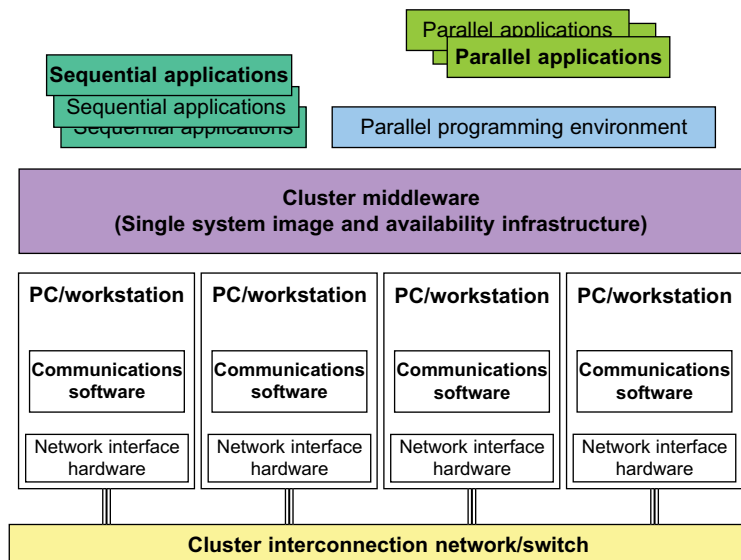 Parallel applications
Parallel applications
Sequential applications
Sequential applications
Sequential applications
Parallel programming environment
Cluster middleware
(Single system image and availability infrastructure)
PC/workstation
PC/workstation
PC/workstation
PC/workstation
Communications
software
Communications
software
Communications
software
Communications
software
Network interface
hardware
Network interface
hardware
Network interface
hardware
Network interface
hardware
Cluster interconnection network/switch